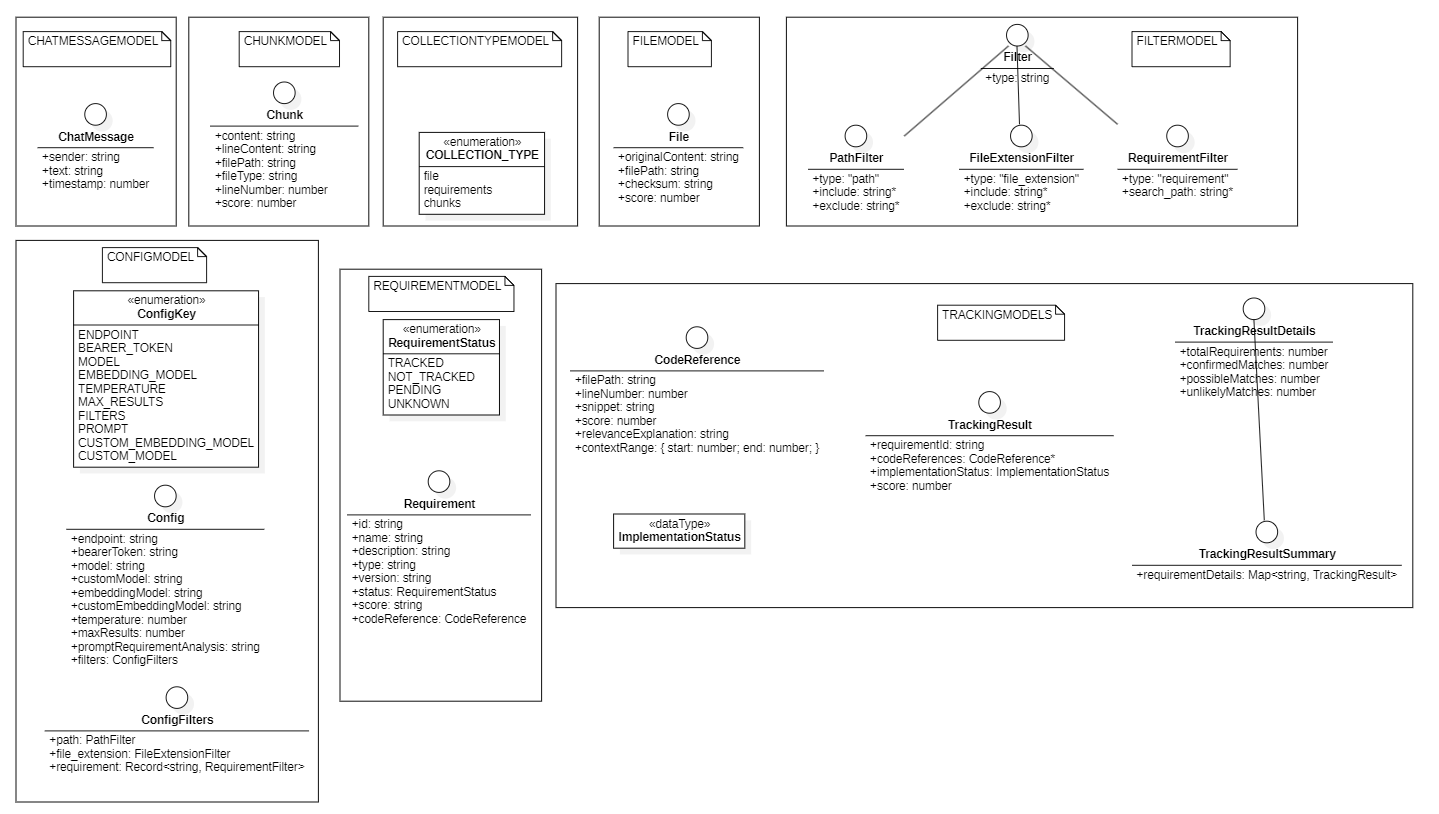 CHATMESSAGEMODEL
ChatMessage
+sender: string
+text: string
+timestamp: number
CHUNKMODEL
Chunk
+content: string
+lineContent: string
+filePath: string
+fileType: string
+lineNumber: number
+score: number
COLLECTIONTYPEMODEL
«enumeration»
COLLECTION_TYPE
file
requirements
chunks
FILEMODEL
File
+originalContent: string
+filePath: string
+checksum: string
+score: number
FILTERMODEL
Filter
+type: string
PathFilter
+type: "path"
+include: string*
+exclude: string*
FileExtensionFilter
+type: "file_extension"
+include: string*
+exclude: string*
RequirementFilter
+type: "requirement"
+search_path: string*
CONFIGMODEL
«enumeration»
ConfigKey
ENDPOINT
BEARER_TOKEN
MODEL
EMBEDDING_MODEL
TEMPERATURE
MAX_RESULTS
FILTERS
PROMPT
CUSTOM_EMBEDDING_MODEL
CUSTOM_MODEL
Config
+endpoint: string
+bearerToken: string
+model: string
+customModel: string
+embeddingModel: string
+customEmbeddingModel: string
+temperature: number
+maxResults: number
+promptRequirementAnalysis: string
+filters: ConfigFilters
ConfigFilters
+path: PathFilter
+file_extension: FileExtensionFilter
+requirement: Record<string, RequirementFilter>
REQUIREMENTMODEL
«enumeration»
RequirementStatus
TRACKED
NOT_TRACKED
PENDING
UNKNOWN
Requirement
+id: string
+name: string
+description: string
+type: string
+version: string
+status: RequirementStatus
+score: string
+codeReference: CodeReference
TRACKINGMODELS
CodeReference
+filePath: string
+lineNumber: number
+snippet: string
+score: number
+relevanceExplanation: string
+contextRange: { start: number; end: number; }
«dataType»
ImplementationStatus
TrackingResult
+requirementId: string
+codeReferences: CodeReference*
+implementationStatus: ImplementationStatus
+score: number
TrackingResultDetails
+totalRequirements: number
+confirmedMatches: number
+possibleMatches: number
+unlikelyMatches: number
TrackingResultSummary
+requirementDetails: Map<string, TrackingResult>